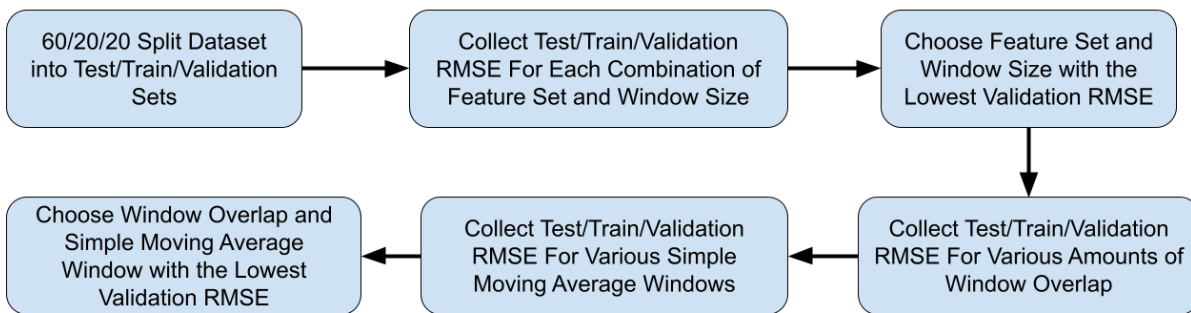 60/20/20 Split Dataset
into Test/Train/Validation
Sets
Collect Test/Train/Validation
RMSE For Each Combination of
Feature Set and Window Size
Choose Feature Set and
Window Size with the
Lowest Validation RMSE
Collect Test/Train/Validation
RMSE For Various Amounts of
Window Overlap
Collect Test/Train/Validation
RMSE For Various Simple
Moving Average Windows
Choose Window Overlap and
Simple Moving Average
Window with the Lowest
Validation RMSE